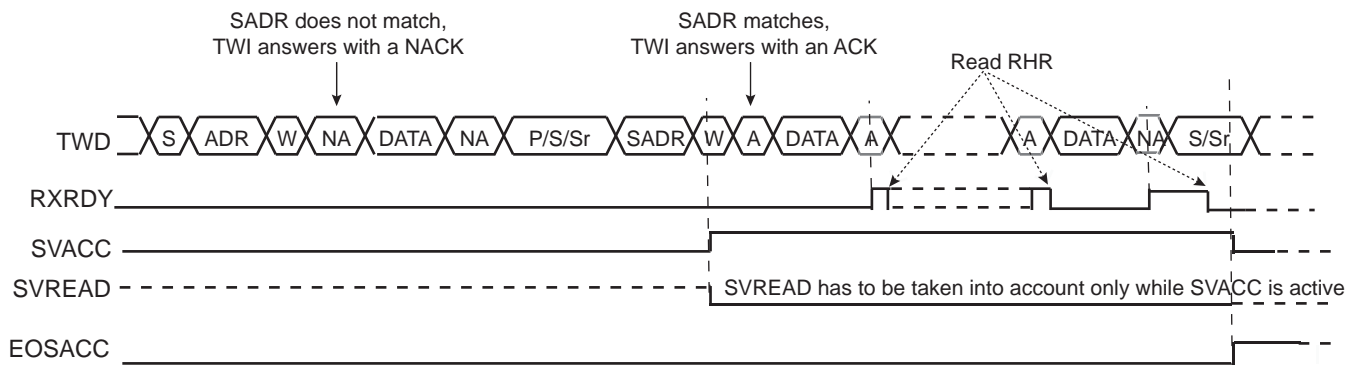 SADR does not match,
TWI answers with a NACK
SADR matches,
TWI answers with an ACK
Read RHR
TWD S ADR W NA DATA NA P/S/Sr SADR W A DATA A A DATA NA S/Sr
RXRDY
SVACC
SVREAD SVREAD has to be taken into account only while SVACC is active
EOSACC